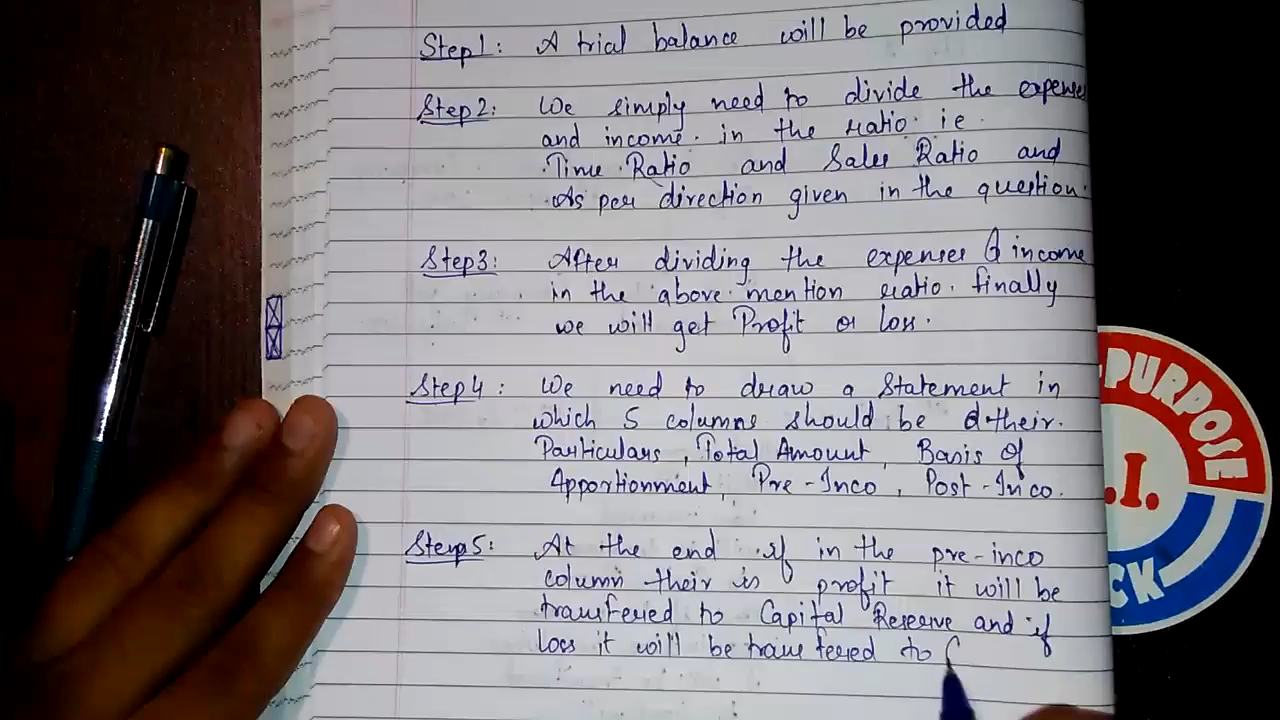 Step1: A trial balance will be provided
Step2: We simply need to divide the expenses
and income. in the ratio. ie.
Time Ratio and Sales Ratio and
As per direction given in the question.
Step3: After dividing the expenses & income
in the above mention ratio. finally
we will get Profit or loss.
Step4: We need to draw a Statement in
which 5 columns should be their.
Particulars, Total Amount, Basis of
Apportionment, Pre-Inco, Post-Inco.
Step5: At the end if in the pre-inco
column their is profit it will be
transfered to Capital Reserve and if
loss it will be transfered to
PURPOSE
.I.
CK